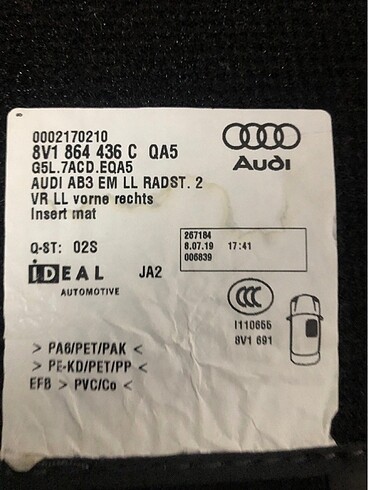 0002170210
8V1 864 436 C QA5
G5L.7ACD.EQA5
AUDI AB3 EM LL RADST. 2
VR LL vorne rechts
Insert mat
Audi
Q-ST: 02S
267184
8.07.19 17:41
006839
iDEAL JA2
AUTOMOTIVE
CCC
I110655
8V1 691
> PA6/PET/PAK <
> PE-KD/PET/PP <
EFB > PVC/Co <